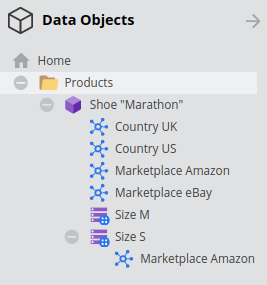 Data Objects
Home
Products
Shoe "Marathon"
Country UK
Country US
Marketplace Amazon
Marketplace eBay
Size M
Size S
Marketplace Amazon